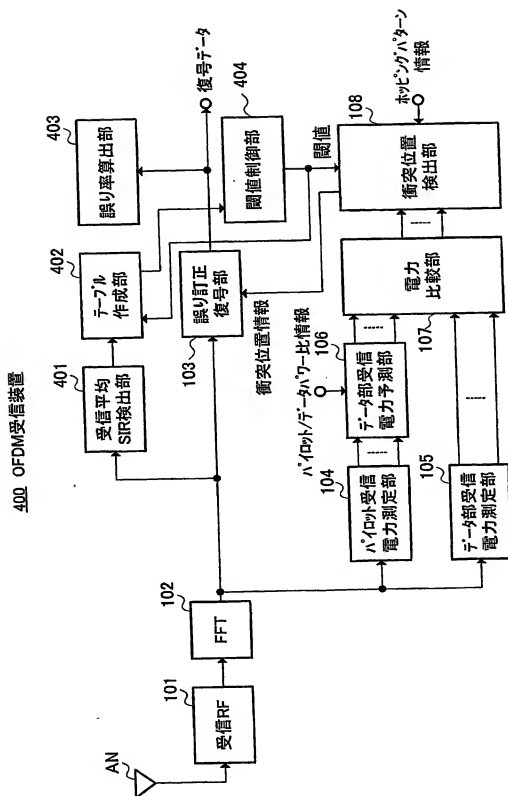 400 OFDM受信装置
AN
101
受信RF
102
FFT
401
受信平均
SIR検出部
402
テーブル
作成部
403
誤り率算出部
復号データ
404
閾値制御部
誤り訂正
復号部
103
衝突位置情報
閾値
パイロット/データパワー比情報
104
パイロット受信
電力測定部
106
データ部受信
電力予測部
105
データ部受信
電力測定部
107
電力
比較部
108
衝突位置
検出部
ホッピングパターン
情報